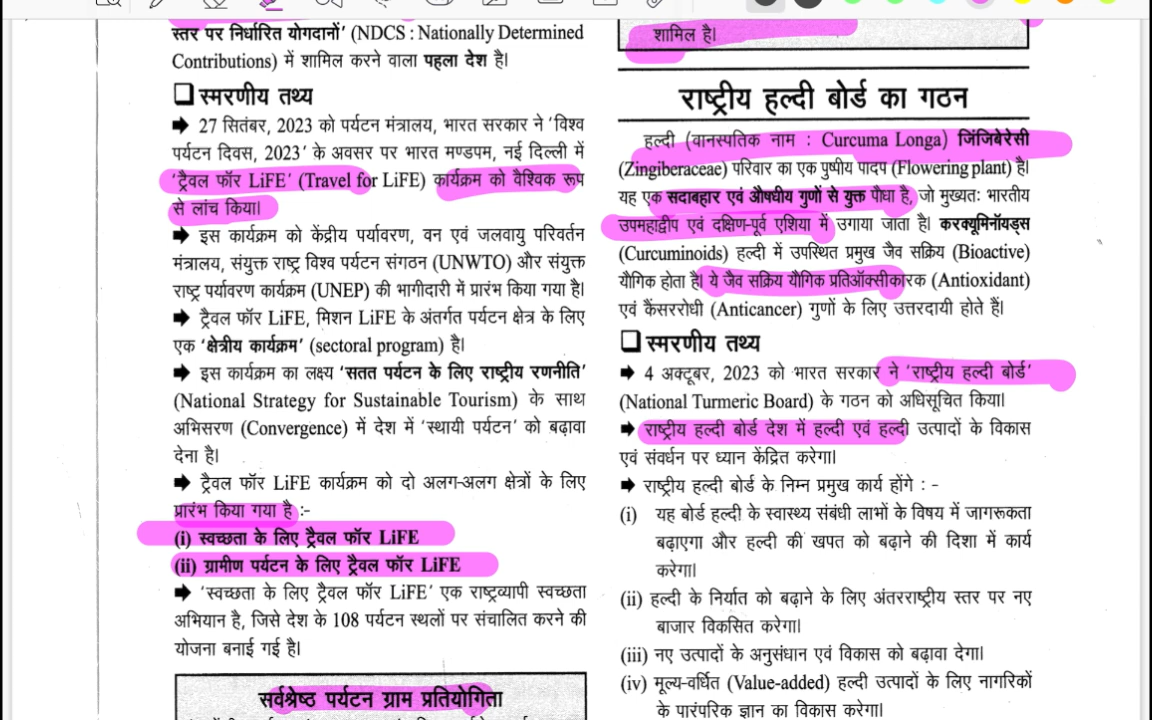 स्तर पर निर्धारित योगदानों’ (NDCS : Nationally Determined
Contributions) में शामिल करने वाला पहला देश है।
❑ स्मरणीय तथ्य
➡ 27 सितंबर, 2023 को पर्यटन मंत्रालय, भारत सरकार ने ‘विश्व
पर्यटन दिवस, 2023’ के अवसर पर भारत मण्डपम, नई दिल्ली में
‘ट्रैवल फॉर LiFE’ (Travel for LiFE) कार्यक्रम को वैश्विक रूप
से लांच किया।
➡ इस कार्यक्रम को केंद्रीय पर्यावरण, वन एवं जलवायु परिवर्तन
मंत्रालय, संयुक्त राष्ट्र विश्व पर्यटन संगठन (UNWTO) और संयुक्त
राष्ट्र पर्यावरण कार्यक्रम (UNEP) की भागीदारी में प्रारंभ किया गया है।
➡ ट्रैवल फॉर LiFE, मिशन LiFE के अंतर्गत पर्यटन क्षेत्र के लिए
एक ‘क्षेत्रीय कार्यक्रम’ (sectoral program) है।
➡ इस कार्यक्रम का लक्ष्य ‘सतत पर्यटन के लिए राष्ट्रीय रणनीति’
(National Strategy for Sustainable Tourism) के साथ
अभिसरण (Convergence) में देश में ‘स्थायी पर्यटन’ को बढ़ावा
देना है।
➡ ट्रैवल फॉर LiFE कार्यक्रम को दो अलग-अलग क्षेत्रों के लिए
प्रारंभ किया गया है :-
(i) स्वच्छता के लिए ट्रैवल फॉर LiFE
(ii) ग्रामीण पर्यटन के लिए ट्रैवल फॉर LiFE
➡ ‘स्वच्छता के लिए ट्रैवल फॉर LiFE’ एक राष्ट्रव्यापी स्वच्छता
अभियान है, जिसे देश के 108 पर्यटन स्थलों पर संचालित करने की
योजना बनाई गई है।
सर्वश्रेष्ठ पर्यटन ग्राम प्रतियोगिता
शामिल है।
राष्ट्रीय हल्दी बोर्ड का गठन
हल्दी (वानस्पतिक नाम : Curcuma Longa) जिंजिबेरेसी
(Zingiberaceae) परिवार का एक पुष्पीय पादप (Flowering plant) है।
यह एक सदाबहार एवं औषधीय गुणों से युक्त पौधा है, जो मुख्यतः भारतीय
उपमहाद्वीप एवं दक्षिण-पूर्व एशिया में उगाया जाता है। करक्यूमिनॉयड्स
(Curcuminoids) हल्दी में उपस्थित प्रमुख जैव सक्रिय (Bioactive)
यौगिक होता है। ये जैव सक्रिय यौगिक प्रतिऑक्सीकारक (Antioxidant)
एवं कैंसररोधी (Anticancer) गुणों के लिए उत्तरदायी होते हैं।
❑ स्मरणीय तथ्य
➡ 4 अक्टूबर, 2023 को भारत सरकार ने ‘राष्ट्रीय हल्दी बोर्ड’
(National Turmeric Board) के गठन को अधिसूचित किया।
➡ राष्ट्रीय हल्दी बोर्ड देश में हल्दी एवं हल्दी उत्पादों के विकास
एवं संवर्धन पर ध्यान केंद्रित करेगा।
➡ राष्ट्रीय हल्दी बोर्ड के निम्न प्रमुख कार्य होंगे : -
(i) यह बोर्ड हल्दी के स्वास्थ्य संबंधी लाभों के विषय में जागरूकता
बढ़ाएगा और हल्दी की खपत को बढ़ाने की दिशा में कार्य
करेगा।
(ii) हल्दी के निर्यात को बढ़ाने के लिए अंतरराष्ट्रीय स्तर पर नए
बाजार विकसित करेगा।
(iii) नए उत्पादों के अनुसंधान एवं विकास को बढ़ावा देगा।
(iv) मूल्य-वर्धित (Value-added) हल्दी उत्पादों के लिए नागरिकों
के पारंपरिक ज्ञान का विकास करेगा।